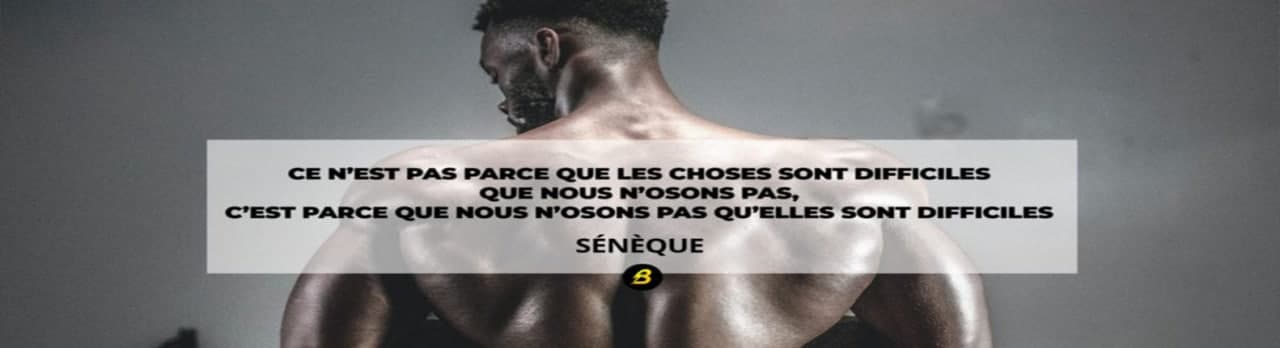 CE N'EST PAS PARCE QUE LES CHOSES SONT DIFFICILES
QUE NOUS N'OSONS PAS,
C'EST PARCE QUE NOUS N'OSONS PAS QU'ELLES SONT DIFFICILES
SÉNÈQUE
B